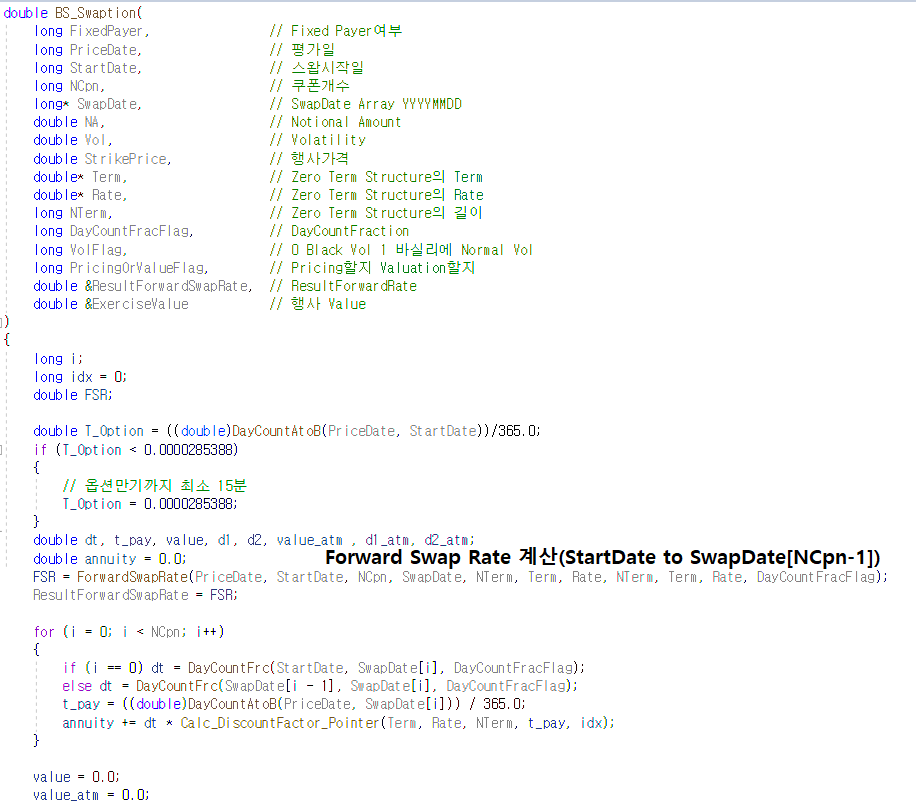 double BS_Swaption(
    long FixedPayer,                // Fixed Payer여부
    long PriceDate,                 // 평가일
    long StartDate,                 // 스왑시작일
    long NCpn,                      // 쿠폰개수
    long* SwapDate,                 // SwapDate Array YYYYMMDD
    double NA,                      // Notional Amount
    double Vol,                     // Volatility
    double StrikePrice,             // 행사가격
    double* Term,                   // Zero Term Structure의 Term
    double* Rate,                   // Zero Term Structure의 Rate
    long NTerm,                     // Zero Term Structure의 길이
    long DayCountFracFlag,          // DayCountFraction
    long VolFlag,                   // 0 Black Vol 1 바실리에 Normal Vol
    long PricingOrValueFlag,        // Pricing할지 Valuation할지
    double &ResultForwardSwapRate,  // ResultForwardRate
    double &ExerciseValue           // 행사 Value
)
{
    long i;
    long idx = 0;
    double FSR;
    double T_Option = ((double)DayCountAtoB(PriceDate, StartDate))/365.0;
    if (T_Option < 0.0000285388)
    {
        // 옵션만기까지 최소 15분
        T_Option = 0.0000285388;
    }
    double dt, t_pay, value, d1, d2, value_atm , d1_atm, d2_atm;
    double annuity = 0.0;
Forward Swap Rate 계산(StartDate to SwapDate[NCpn-1])
    FSR = ForwardSwapRate(PriceDate, StartDate, NCpn, SwapDate, NTerm, Term, Rate, NTerm, Term, Rate, DayCountFracFlag);
    ResultForwardSwapRate = FSR;
    for (i = 0; i < NCpn; i++)
    {
        if (i == 0) dt = DayCountFrc(StartDate, SwapDate[i], DayCountFracFlag);
        else dt = DayCountFrc(SwapDate[i - 1], SwapDate[i], DayCountFracFlag);
        t_pay = ((double)DayCountAtoB(PriceDate, SwapDate[i])) / 365.0;
        annuity += dt * Calc_DiscountFactor_Pointer(Term, Rate, NTerm, t_pay, idx);
    }
    value = 0.0;
    value_atm = 0.0;